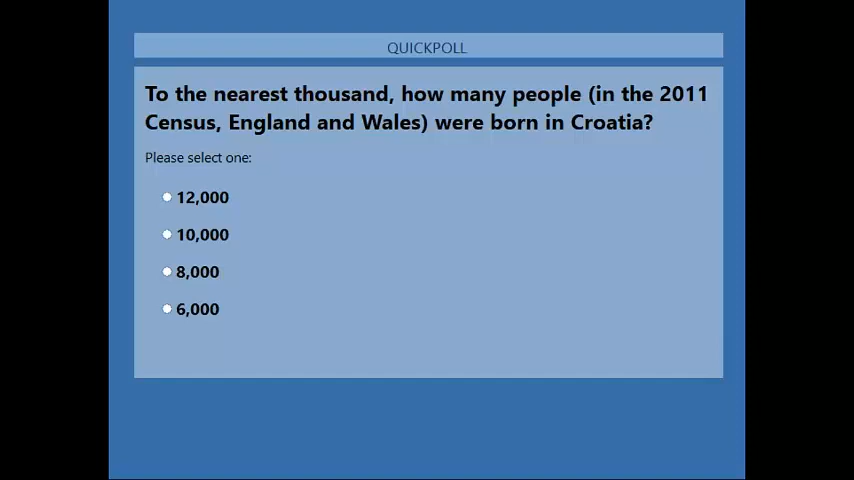 QUICKPOLL
To the nearest thousand, how many people (in the 2011
Census, England and Wales) were born in Croatia?
Please select one:
12,000
10,000
8,000
6,000